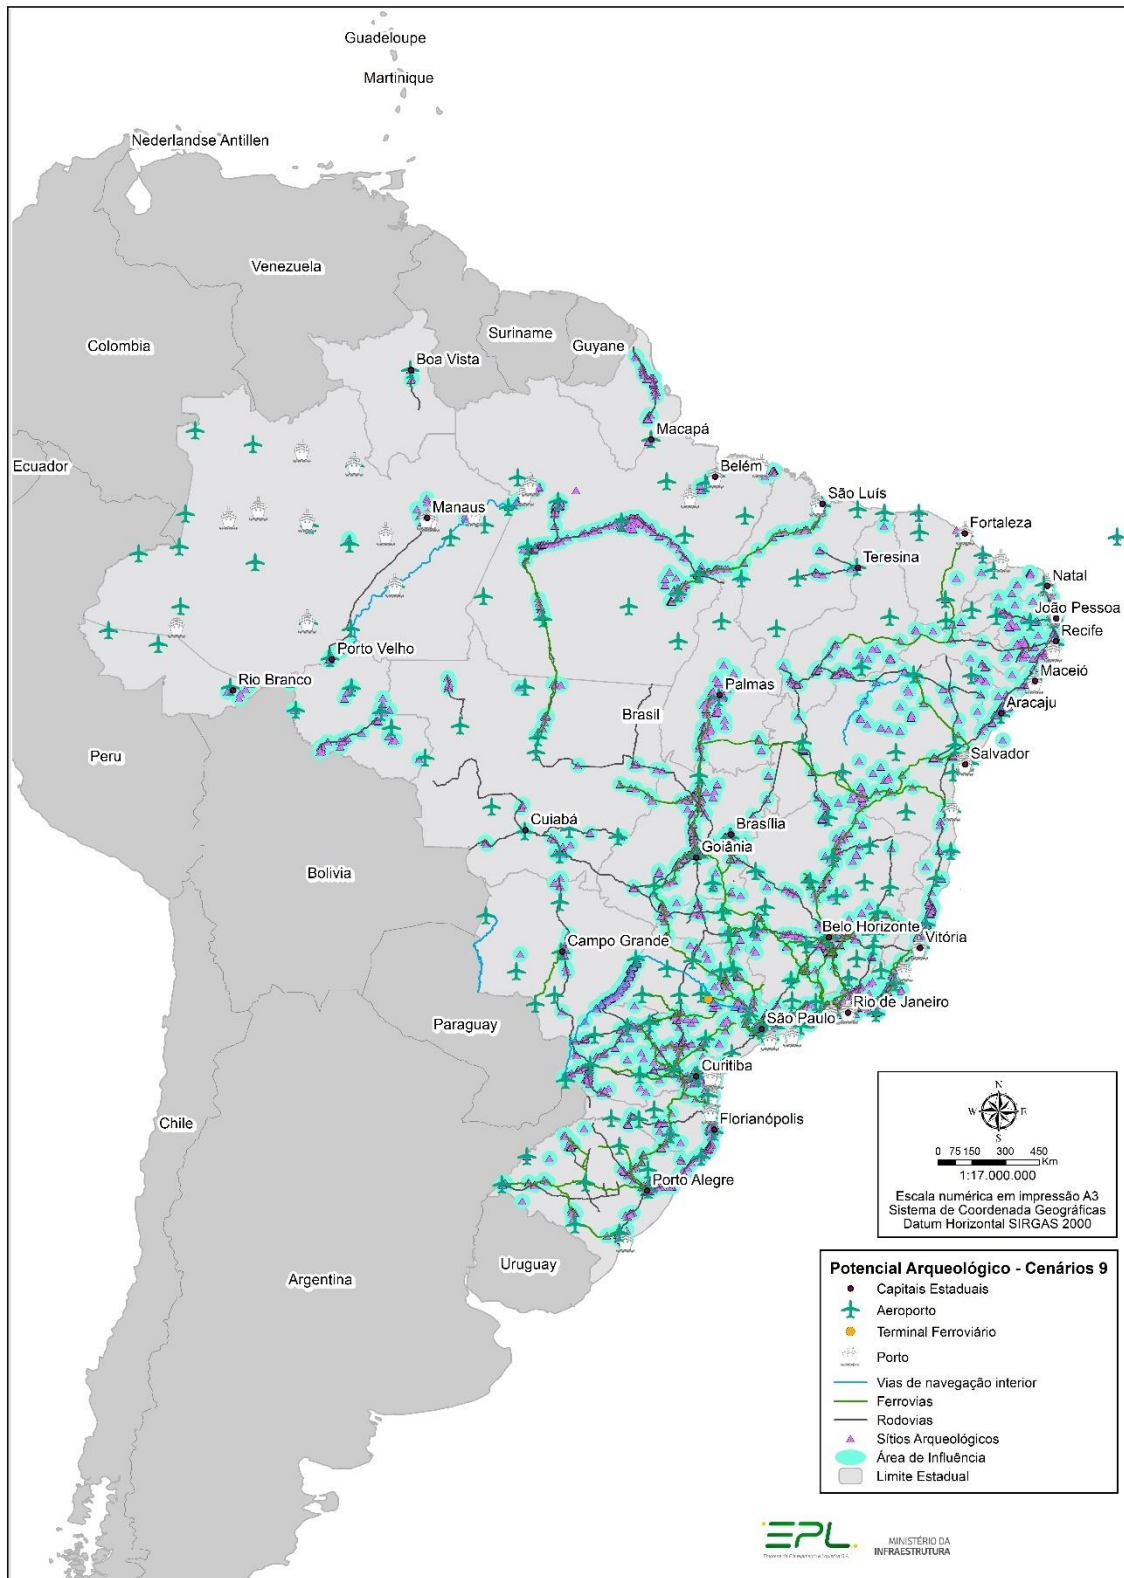 Guadeloupe
Martinique
Nederlandse Antillen
Venezuela
Suriname
Guyane
Colombia
Boa Vista
Macapá
Ecuador
Belém
São Luís
Manaus
Fortaleza
Teresina
Natal
João Pessoa
Recife
Porto Velho
Maceió
Rio Branco
Palmas
Aracaju
Brasil
Peru
Salvador
Cuiabá
Brasília
Goiânia
Bolivia
Belo Horizonte
Vitória
Campo Grande
Rio de Janeiro
Paraguay
São Paulo
Curitiba
Chile
Florianópolis
Porto Alegre
Uruguay
Argentina
N
W
E
S
0 75 150 300 450
Km
1:17.000.000
Escala numérica em impressão A3
Sistema de Coordenada Geográficas
Datum Horizontal SIRGAS 2000
Potencial Arqueológico - Cenários 9
Capitais Estaduais
Aeroporto
Terminal Ferroviário
Porto
Vias de navegação interior
Ferrovias
Rodovias
Sítios Arqueológicos
Área de Influência
Limite Estadual
EPL
MINISTÉRIO DA
INFRAESTRUTURA